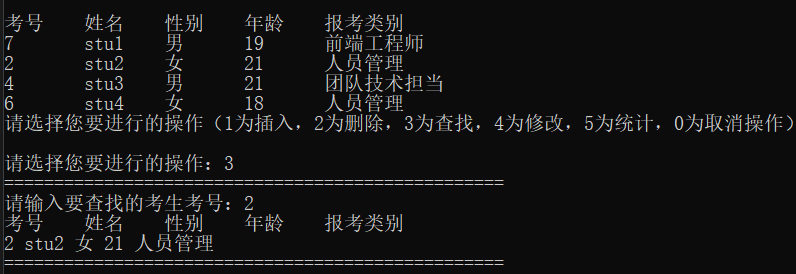 考号 姓名 性别 年龄 报考类别
7 stu1 男 19 前端工程师
2 stu2 女 21 人员管理
4 stu3 男 21 团队技术担当
6 stu4 女 18 人员管理
请选择您要进行的操作（1为插入，2为删除，3为查找，4为修改，5为统计，0为取消操作）
请选择您要进行的操作：3
==================================================
请输入要查找的考生考号：2
考号 姓名 性别 年龄 报考类别
2 stu2 女 21 人员管理
==================================================